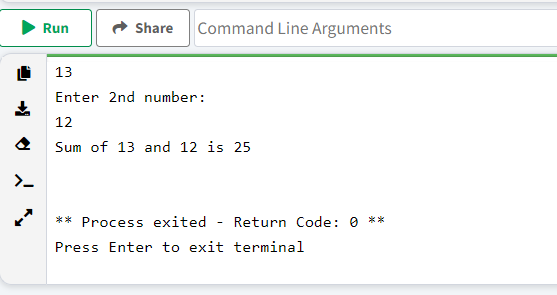 Run Share Command Line Arguments
13
Enter 2nd number:
12
Sum of 13 and 12 is 25
** Process exited - Return Code: 0 **
Press Enter to exit terminal